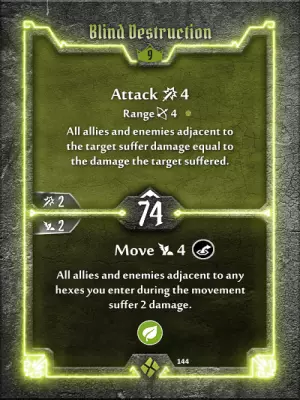 Blind Destruction
9
Attack 4
Range 4
All allies and enemies adjacent to
the target suffer damage equal to
the damage the target suffered.
2
74
2
Move 4
All allies and enemies adjacent to any
hexes you enter during the movement
suffer 2 damage.
144